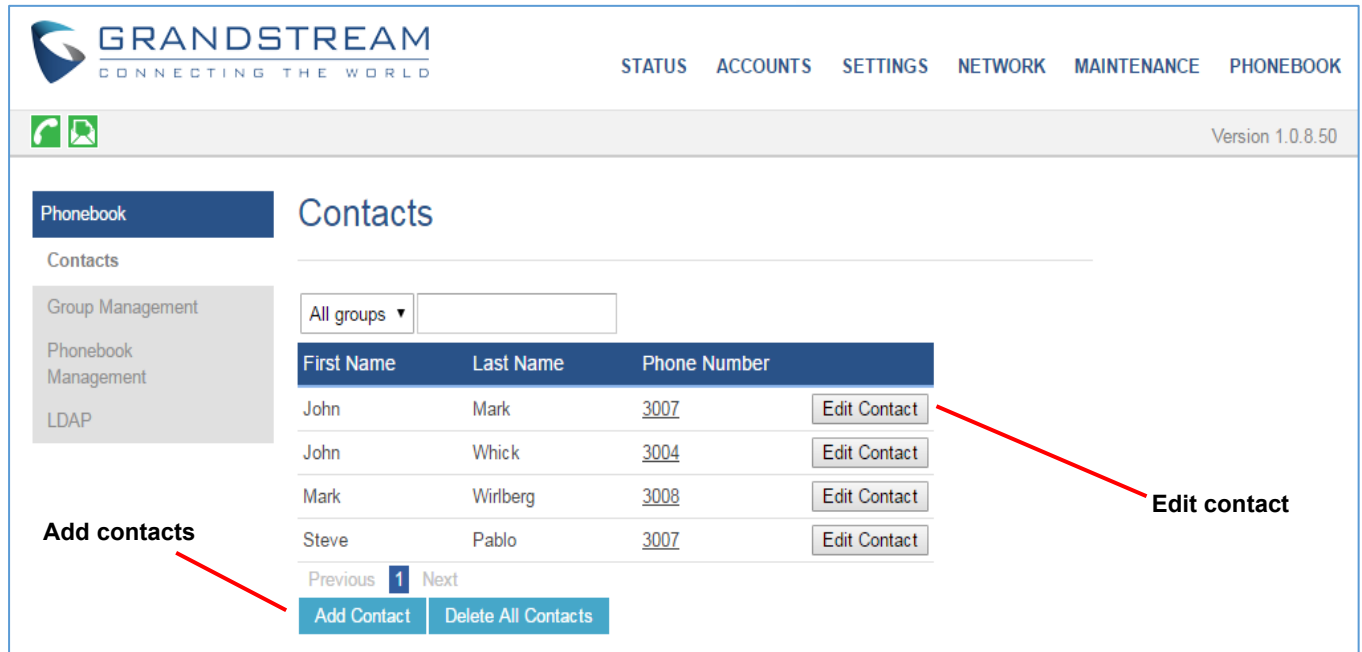 GRANDSTREAM
CONNECTING THE WORLD
STATUS ACCOUNTS SETTINGS NETWORK MAINTENANCE PHONEBOOK
Version 1.0.8.50
Phonebook
Contacts
Group Management
Phonebook
Management
LDAP
Contacts
All groups
First Name Last Name Phone Number
John Mark 3007 Edit Contact
John Whick 3004 Edit Contact
Mark Wirlberg 3008 Edit Contact
Steve Pablo 3007 Edit Contact
Previous 1 Next
Add Contact Delete All Contacts
Add contacts
Edit contact